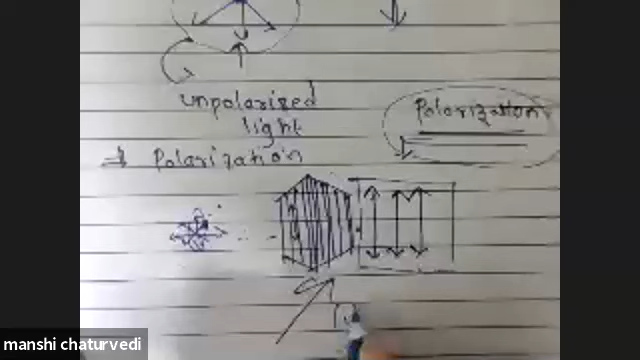 unpolarized
light
Polarization
Polarization
manshi chaturvedi